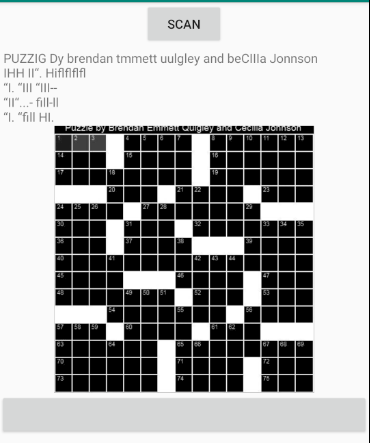 SCAN
PUZZIG Dy brendan tmmett uulgley and beCIlla Jonnson
IHH II“. Hiflflflfl
“I. ”III “III--
“II“...- fill-II
“I. ”fill HI.
Puzzle by Brendan Emmett Quigley and Cecilia Johnson
1 2 3 4 5 6 7 8 9 10 11 12 13
14 15 16
17 18 19
20 21 22 23
24 25 26 27 28 29
30 31 32 33 34 35
36 37 38 39
40 41 42 43 44
45 46 47
48 49 50 51 52 53
54 55 56
57 58 59 60 61 62
63 64 65 66 67 68 69
70 71 72
73 74 75